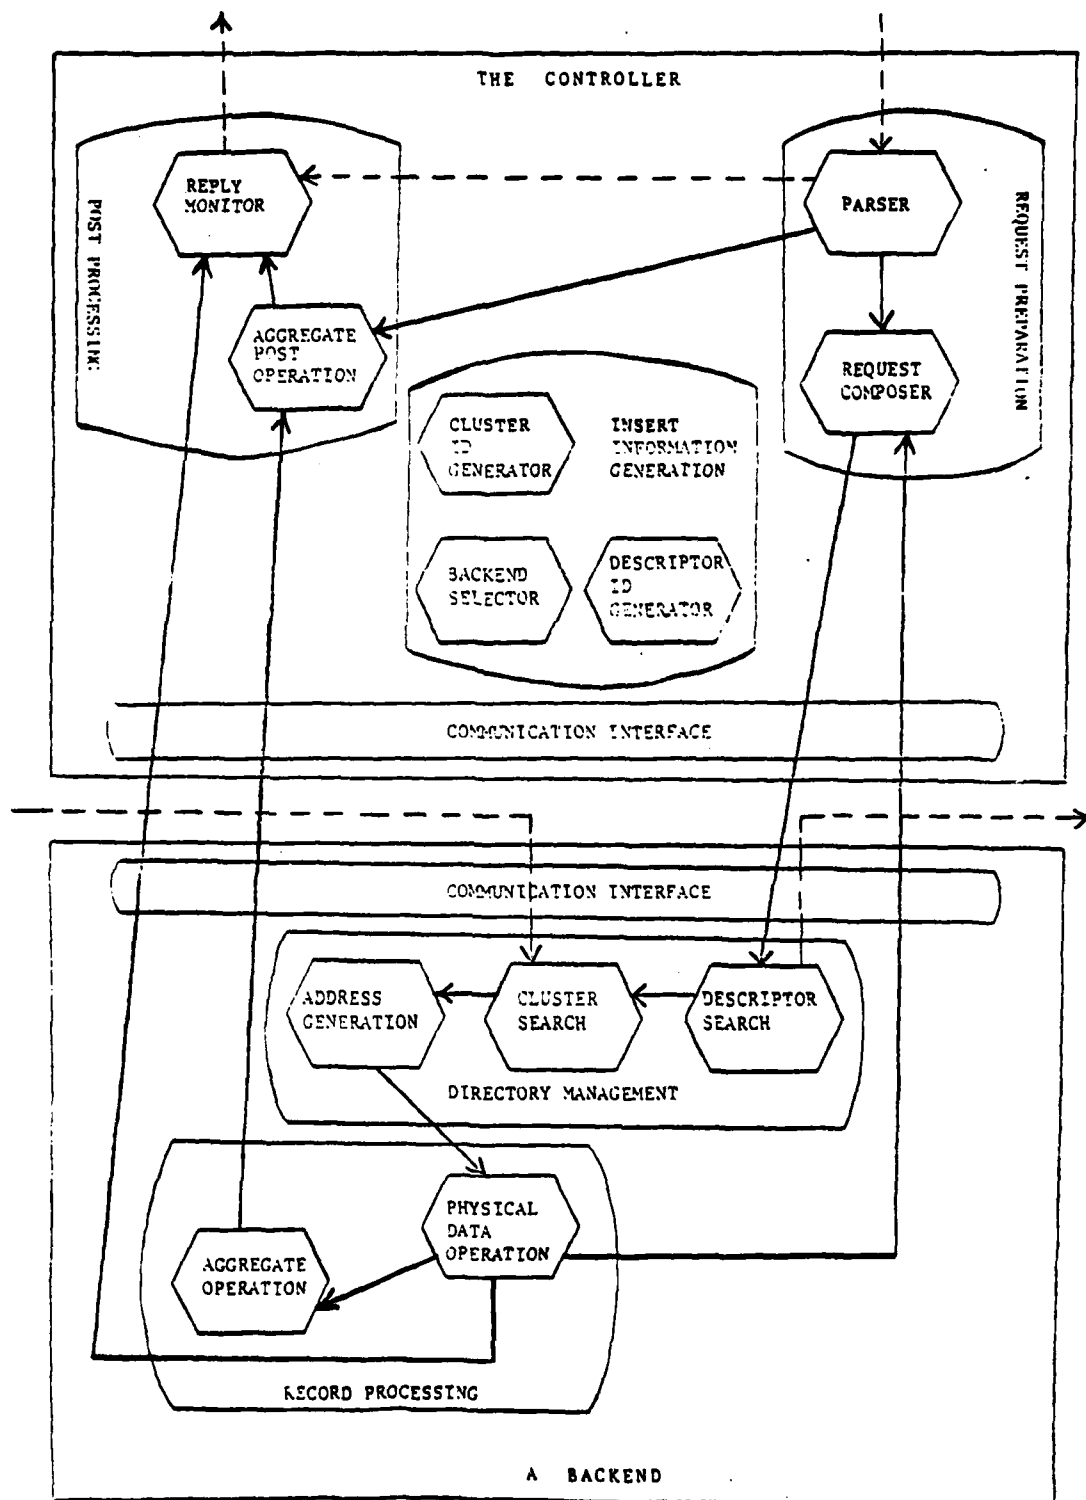 THE CONTROLLER
REPLY
MONITOR
POST PROCESSING
AGGREGATE
POST
OPERATION
PARSER
REQUEST
COMPOSER
REQUEST PREPARATION
CLUSTER
ID
GENERATOR
INSERT
INFORMATION
GENERATION
BACKEND
SELECTOR
DESCRIPTOR
ID
GENERATOR
COMMUNICATION INTERFACE
COMMUNICATION INTERFACE
ADDRESS
GENERATION
CLUSTER
SEARCH
DESCRIPTOR
SEARCH
DIRECTORY MANAGEMENT
PHYSICAL
DATA
OPERATION
AGGREGATE
OPERATION
RECORD PROCESSING
A BACKEND